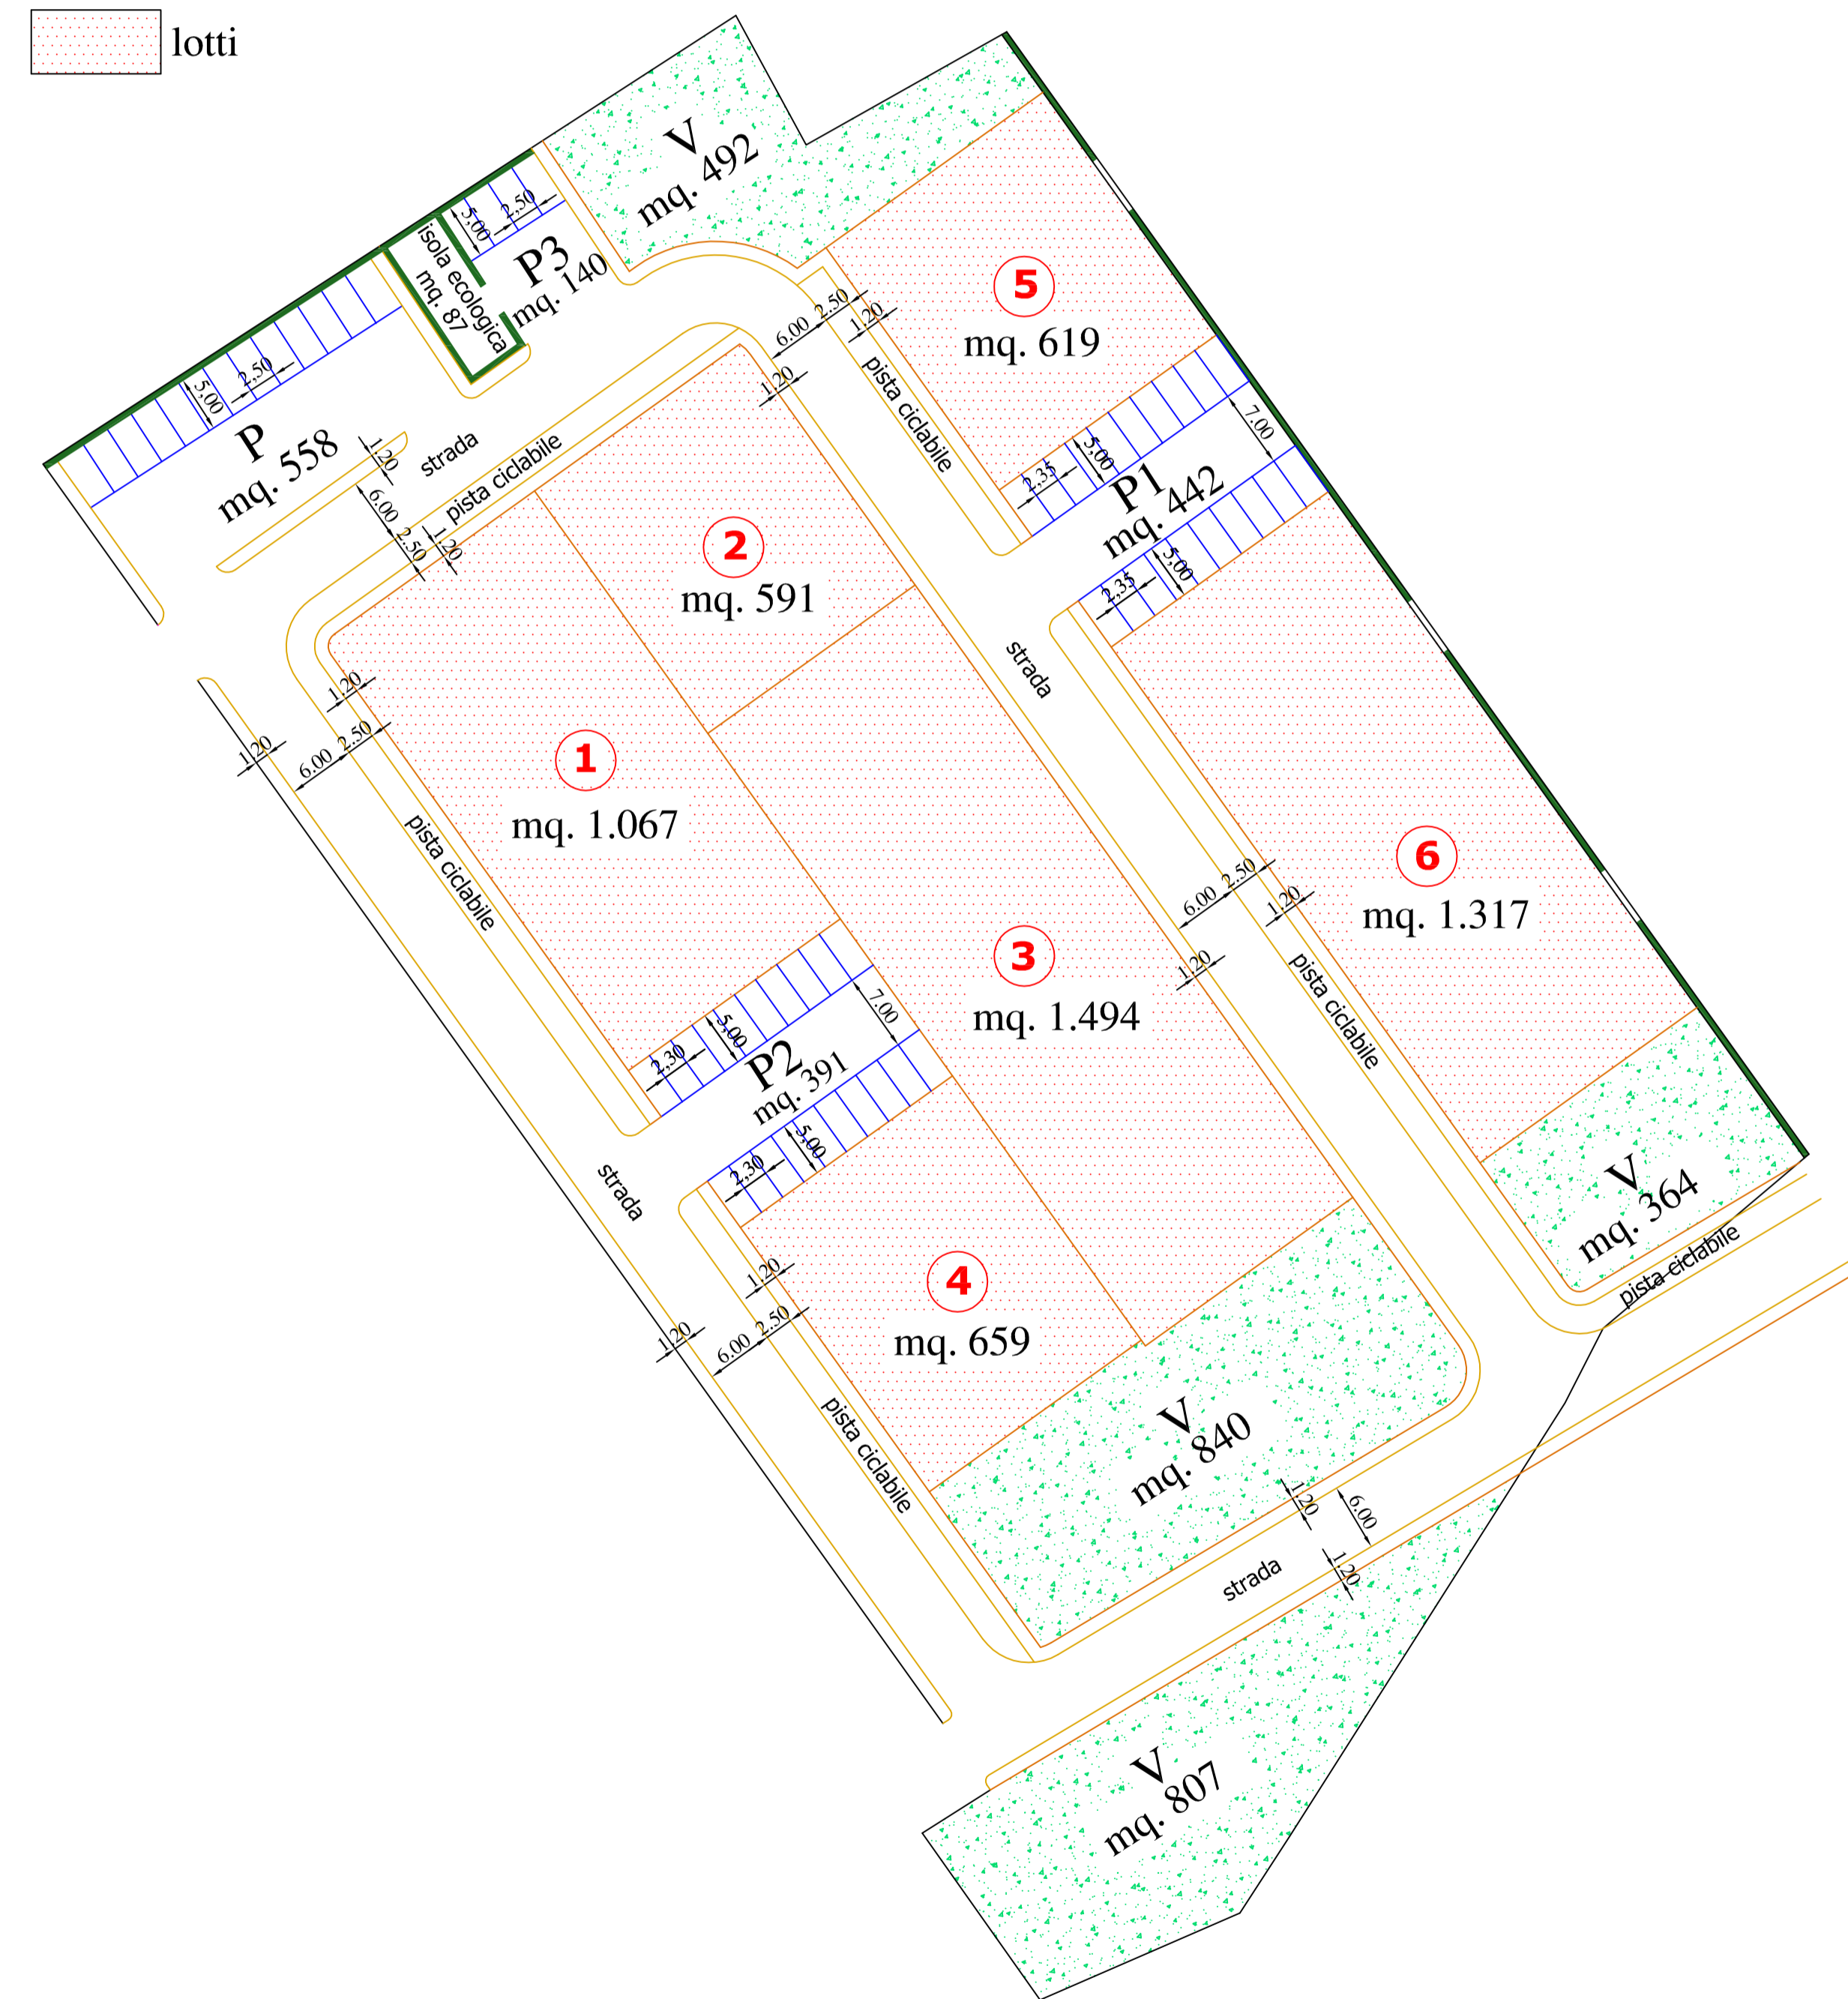 lotti
V
mq. 492
5,00
2,50
P3
mq. 140
isola ecologica
mq. 87
5
mq. 619
6.00
2.50
1.20
pista ciclabile
1.20
5,00
2,50
P
mq. 558
1.20
strada
pista ciclabile
6.00
2.50
1.20
2
mq. 591
2,35
5,00
7.00
P1
mq. 442
2,35
5,00
strada
1.20
1.20
6.00
2.50
pista ciclabile
1
mq. 1.067
6
mq. 1.317
6.00
2.50
1.20
1.20
pista ciclabile
3
mq. 1.494
2,30
5,00
7.00
P2
mq. 391
2,30
5,00
strada
1.20
1.20
6.00
2.50
pista ciclabile
4
mq. 659
V
mq. 364
pista ciclabile
V
mq. 840
1.20
6.00
1.20
strada
V
mq. 807